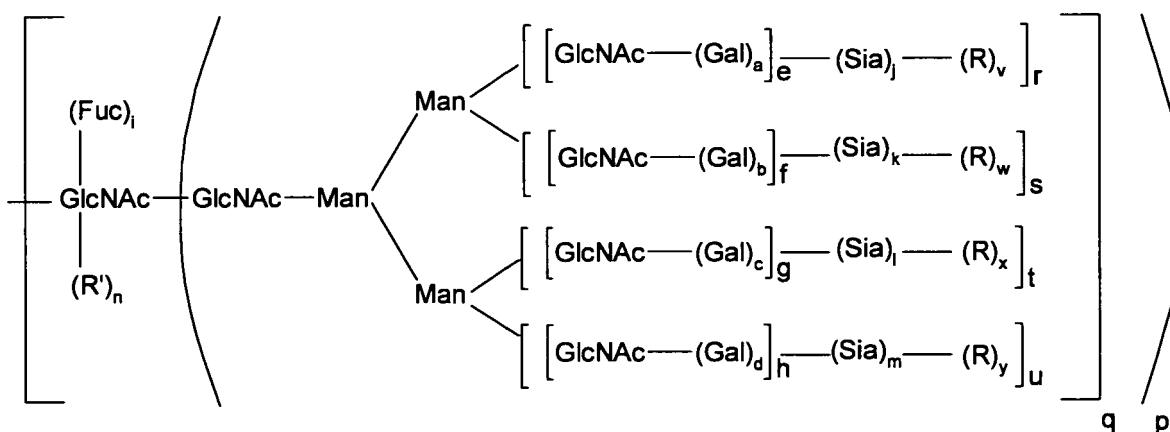 [ [GlcNAc—(Gal)a]e—(Sia)j—(R)v ]r
(Fuc)i
Man
[ [GlcNAc—(Gal)b]f—(Sia)k—(R)w ]s
GlcNAc—GlcNAc—Man
[ [GlcNAc—(Gal)c]g—(Sia)l—(R)x ]t
(R')n
Man
[ [GlcNAc—(Gal)d]h—(Sia)m—(R)y ]u
q p